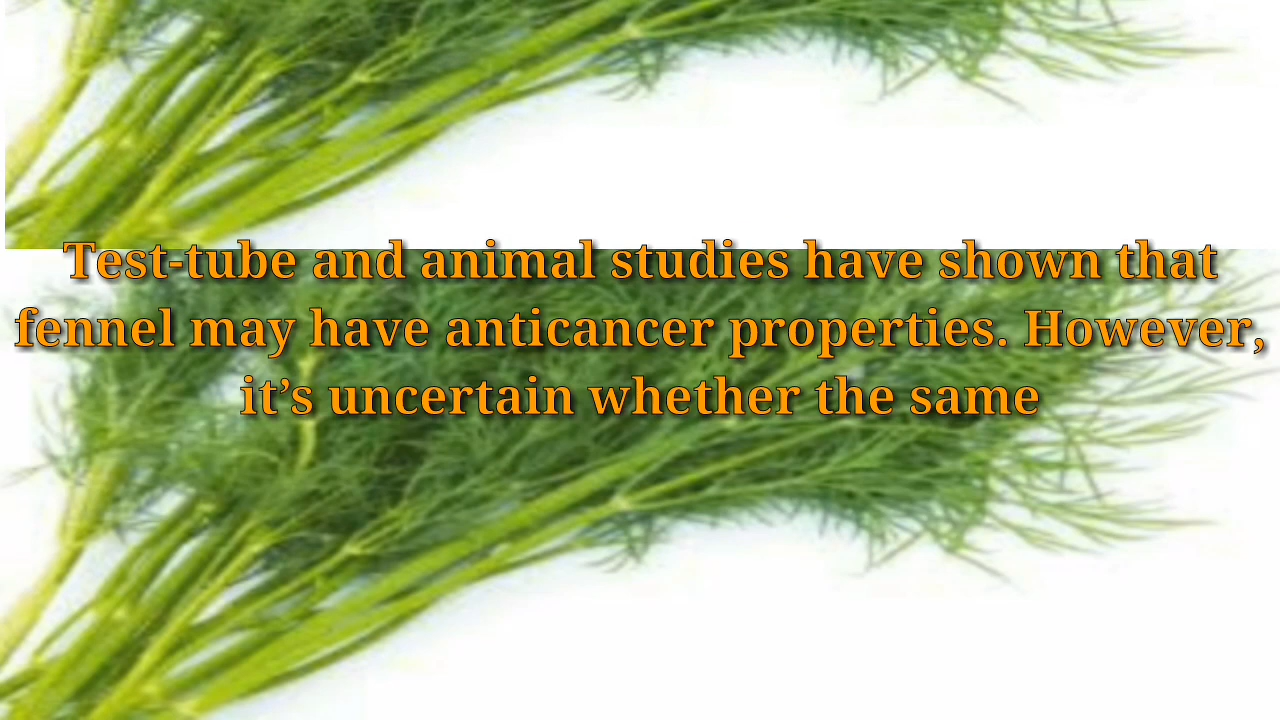 Test-tube and animal studies have shown that
fennel may have anticancer properties. However,
it’s uncertain whether the same